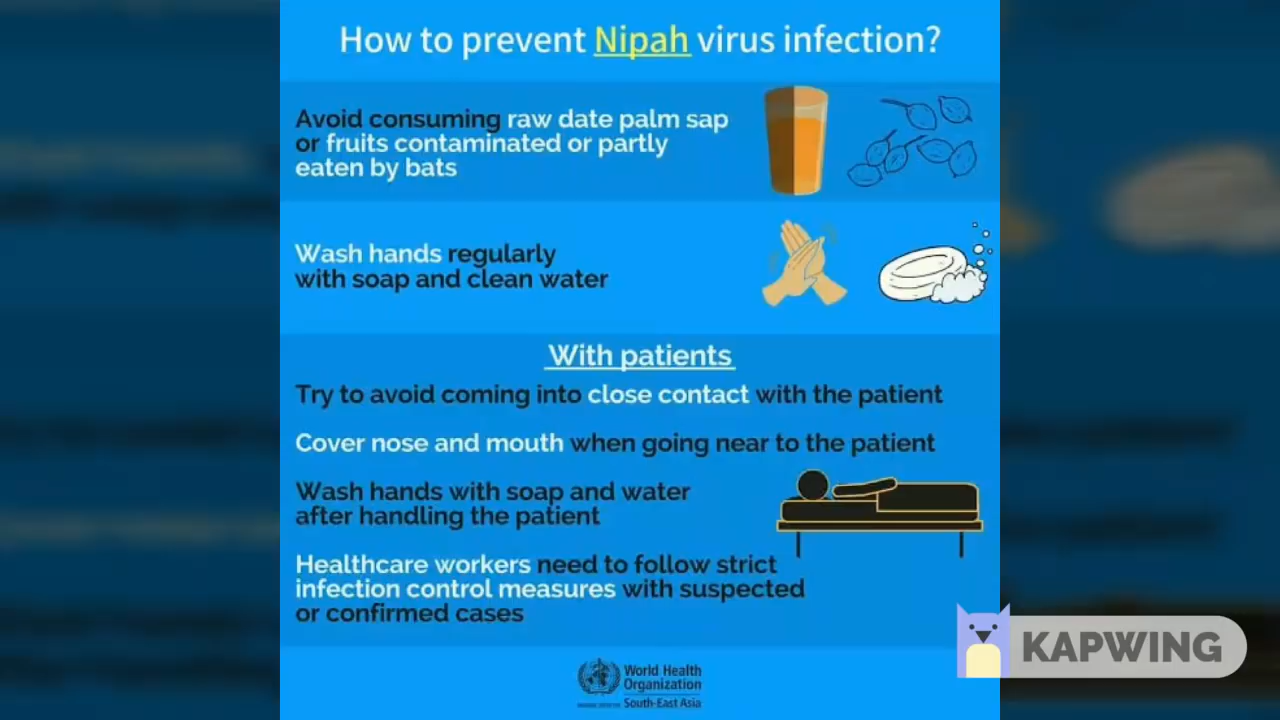 How to prevent Nipah virus infection?
Avoid consuming raw date palm sap
or fruits contaminated or partly
eaten by bats
Wash hands regularly
with soap and clean water
With patients
Try to avoid coming into close contact with the patient
Cover nose and mouth when going near to the patient
Wash hands with soap and water
after handling the patient
Healthcare workers need to follow strict
infection control measures with suspected
or confirmed cases
KAPWING
World Health
Organization
South-East Asia